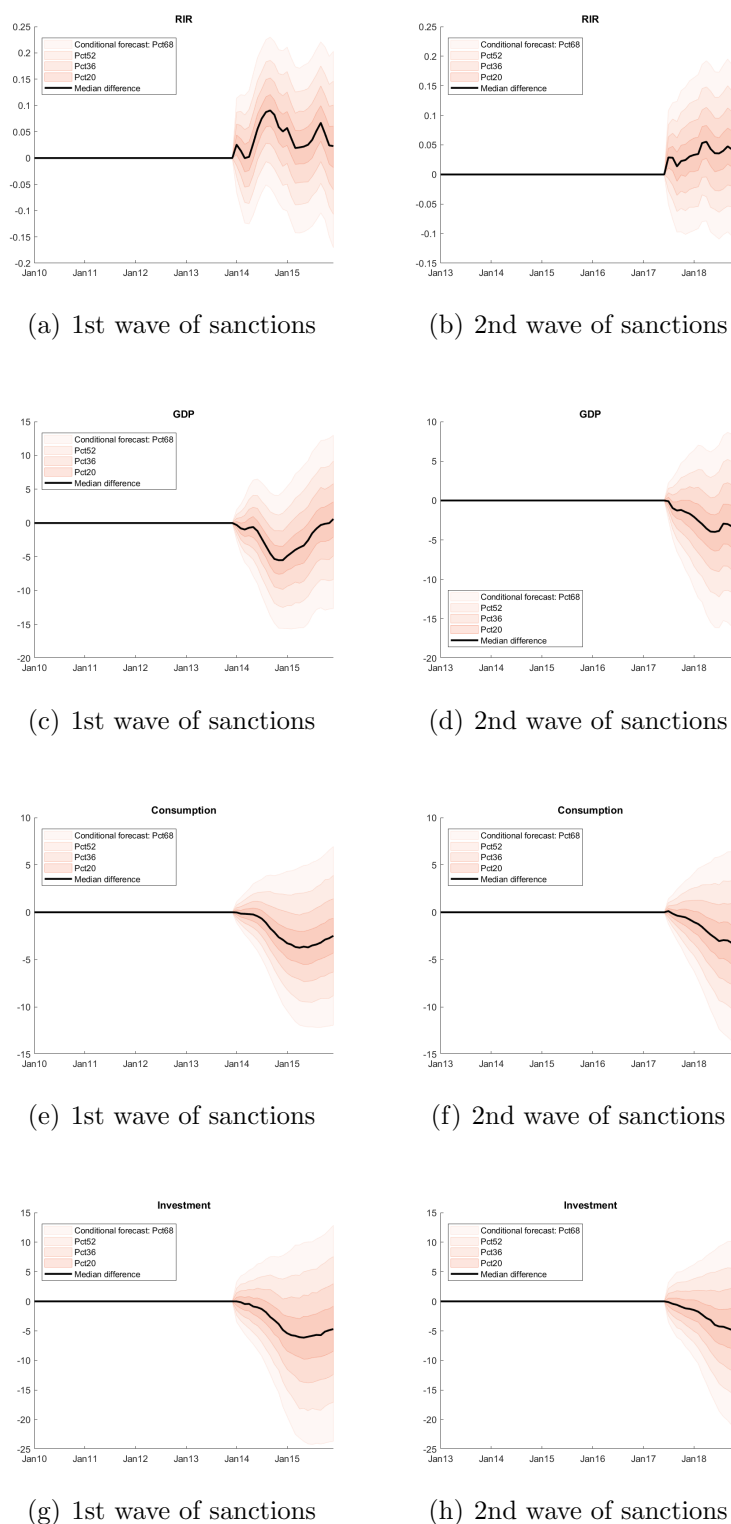 RIR
0.25
0.2
0.15
0.1
0.05
0
-0.05
-0.1
-0.15
-0.2
Conditional forecast: Pct68
Pct52
Pct36
Pct20
Median difference
Jan10 Jan11 Jan12 Jan13 Jan14 Jan15
(a) 1st wave of sanctions
RIR
0.25
0.2
0.15
0.1
0.05
0
-0.05
-0.1
-0.15
Conditional forecast: Pct68
Pct52
Pct36
Pct20
Median difference
Jan13 Jan14 Jan15 Jan16 Jan17 Jan18
(b) 2nd wave of sanctions
GDP
15
10
5
0
-5
-10
-15
-20
Conditional forecast: Pct68
Pct52
Pct36
Pct20
Median difference
Jan10 Jan11 Jan12 Jan13 Jan14 Jan15
(c) 1st wave of sanctions
GDP
10
5
0
-5
-10
-15
-20
Conditional forecast: Pct68
Pct52
Pct36
Pct20
Median difference
Jan13 Jan14 Jan15 Jan16 Jan17 Jan18
(d) 2nd wave of sanctions
Consumption
10
5
0
-5
-10
-15
Conditional forecast: Pct68
Pct52
Pct36
Pct20
Median difference
Jan10 Jan11 Jan12 Jan13 Jan14 Jan15
(e) 1st wave of sanctions
Consumption
10
5
0
-5
-10
-15
Conditional forecast: Pct68
Pct52
Pct36
Pct20
Median difference
Jan13 Jan14 Jan15 Jan16 Jan17 Jan18
(f) 2nd wave of sanctions
Investment
15
10
5
0
-5
-10
-15
-20
-25
Conditional forecast: Pct68
Pct52
Pct36
Pct20
Median difference
Jan10 Jan11 Jan12 Jan13 Jan14 Jan15
(g) 1st wave of sanctions
Investment
15
10
5
0
-5
-10
-15
-20
-25
Conditional forecast: Pct68
Pct52
Pct36
Pct20
Median difference
Jan13 Jan14 Jan15 Jan16 Jan17 Jan18
(h) 2nd wave of sanctions